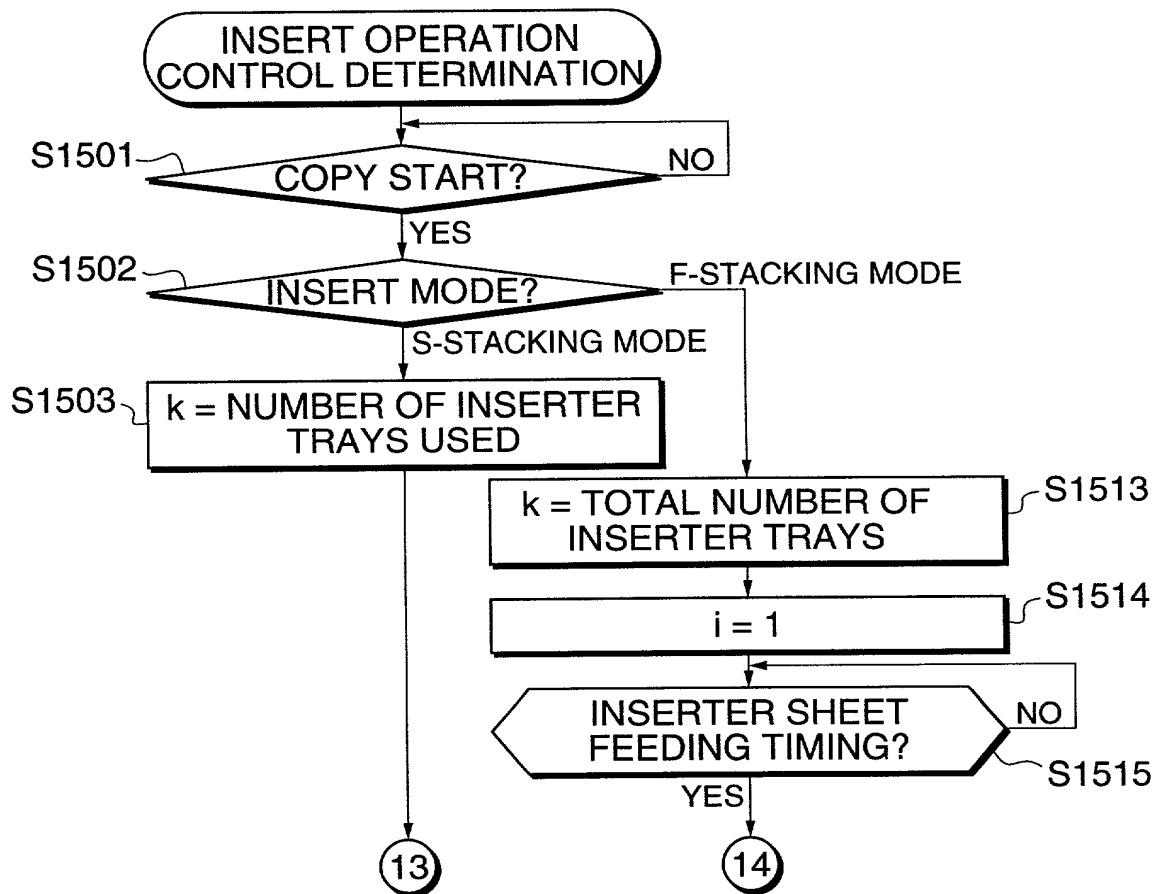 INSERT OPERATION
CONTROL DETERMINATION
S1501
COPY START?
NO
YES
S1502
INSERT MODE?
F-STACKING MODE
S-STACKING MODE
S1503
k = NUMBER OF INSERTER
TRAYS USED
k = TOTAL NUMBER OF
INSERTER TRAYS
S1513
i = 1
S1514
INSERTER SHEET
FEEDING TIMING?
NO
S1515
YES
13
14